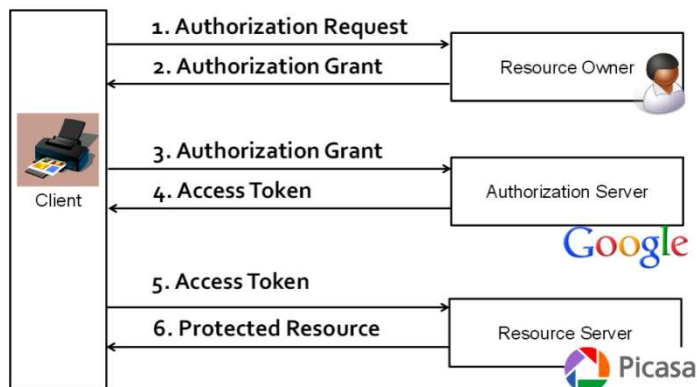 1. Authorization Request
2. Authorization Grant
Resource Owner
3. Authorization Grant
4. Access Token
Client
Authorization Server
Google
5. Access Token
6. Protected Resource
Resource Server
Picasa